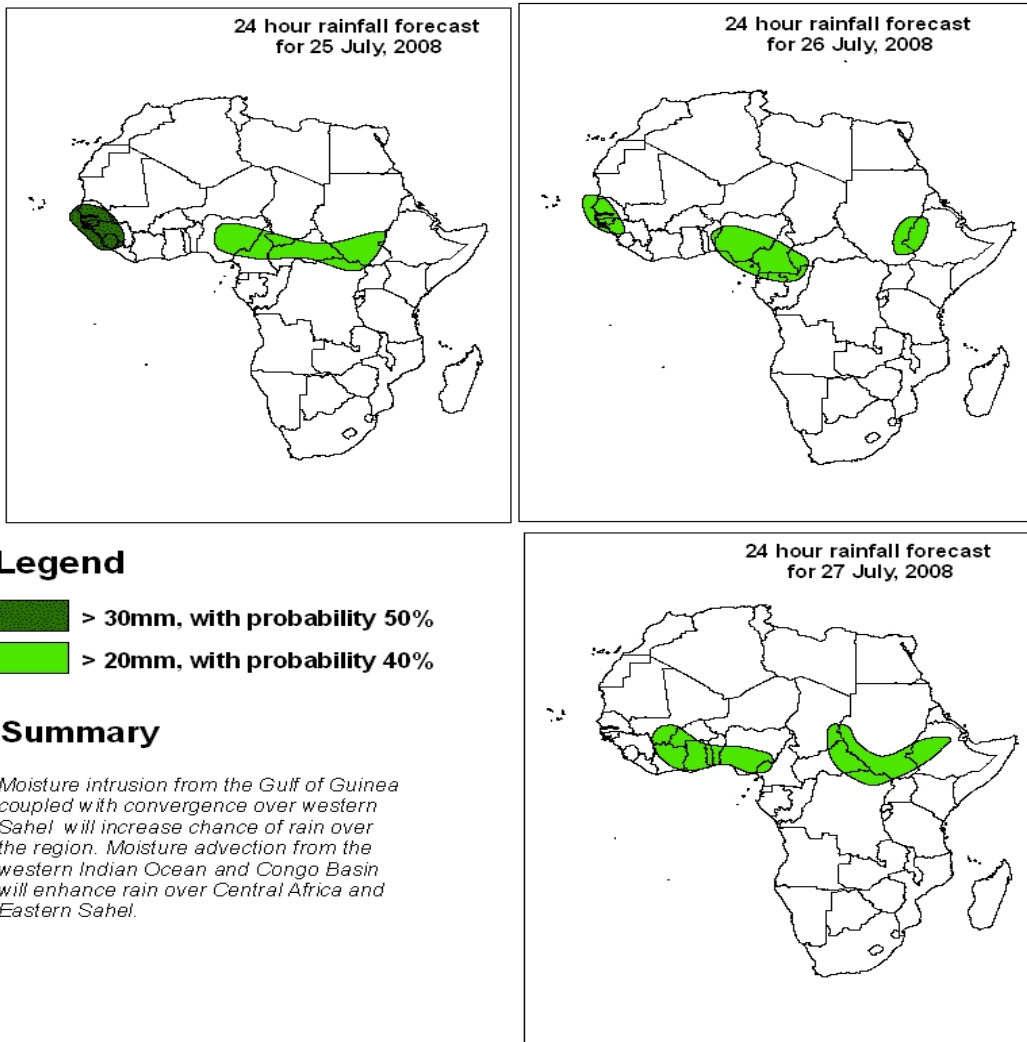 24 hour rainfall forecast
for 25 July, 2008
24 hour rainfall forecast
for 26 July, 2008
Legend
> 30mm, with probability 50%
> 20mm, with probability 40%
Summary
Moisture intrusion from the Gulf of Guinea
coupled with convergence over western
Sahel will increase chance of rain over
the region. Moisture advection from the
western Indian Ocean and Congo Basin
will enhance rain over Central Africa and
Eastern Sahel.
24 hour rainfall forecast
for 27 July, 2008